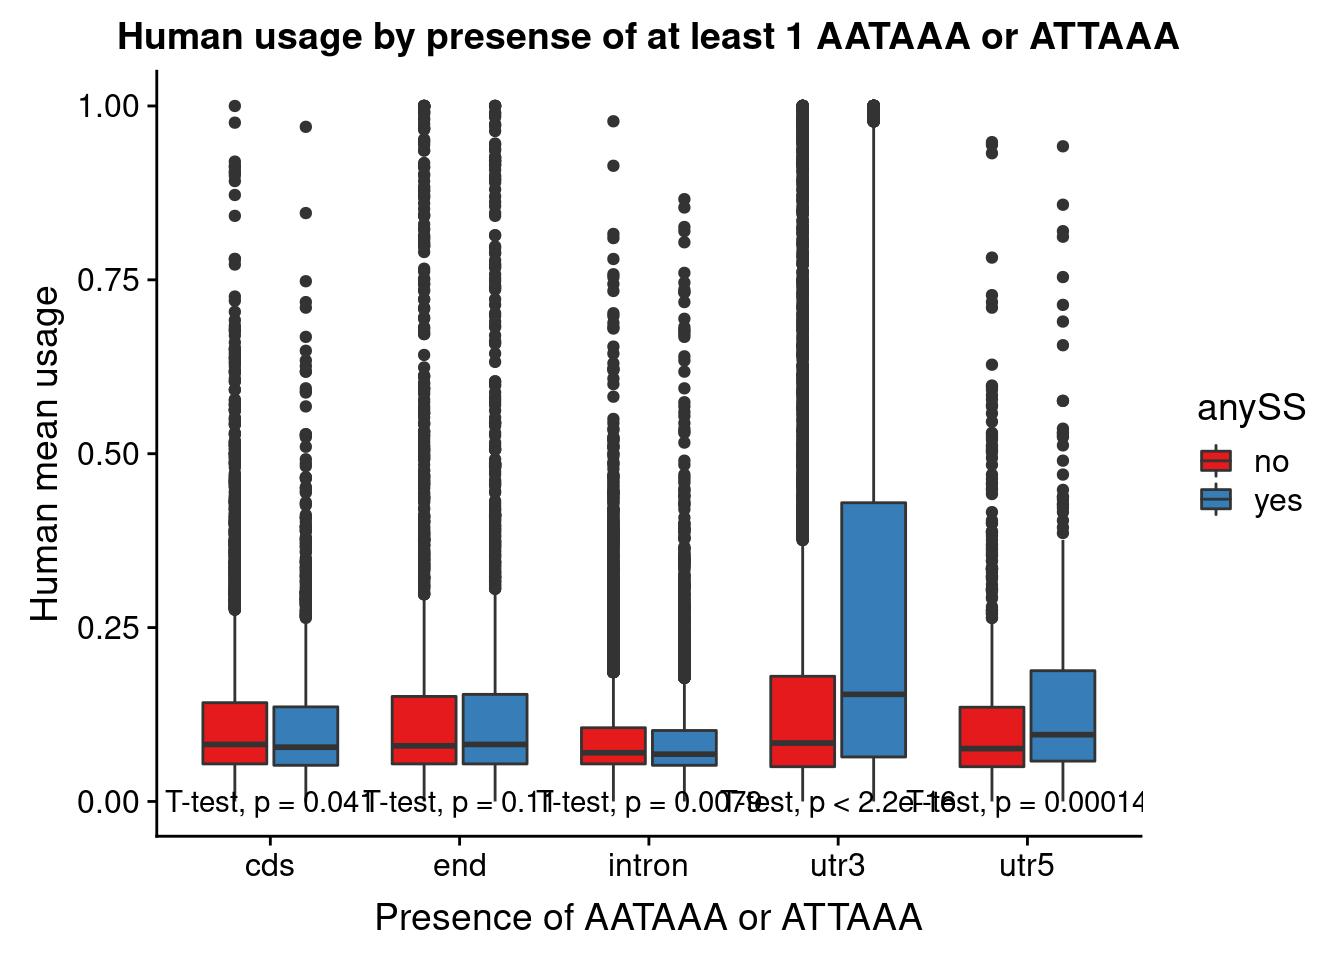 Human usage by presense of at least 1 AATAAA or ATTAAA
Human mean usage
1.00
0.75
0.50
0.25
0.00
T-test, p = 0.041
T-test, p = 0.11
T-test, p = 0.0079
T-test, p < 2.2e-16
T-test, p = 0.00014
cds
end
intron
utr3
utr5
Presence of AATAAA or ATTAAA
anySS
no
yes